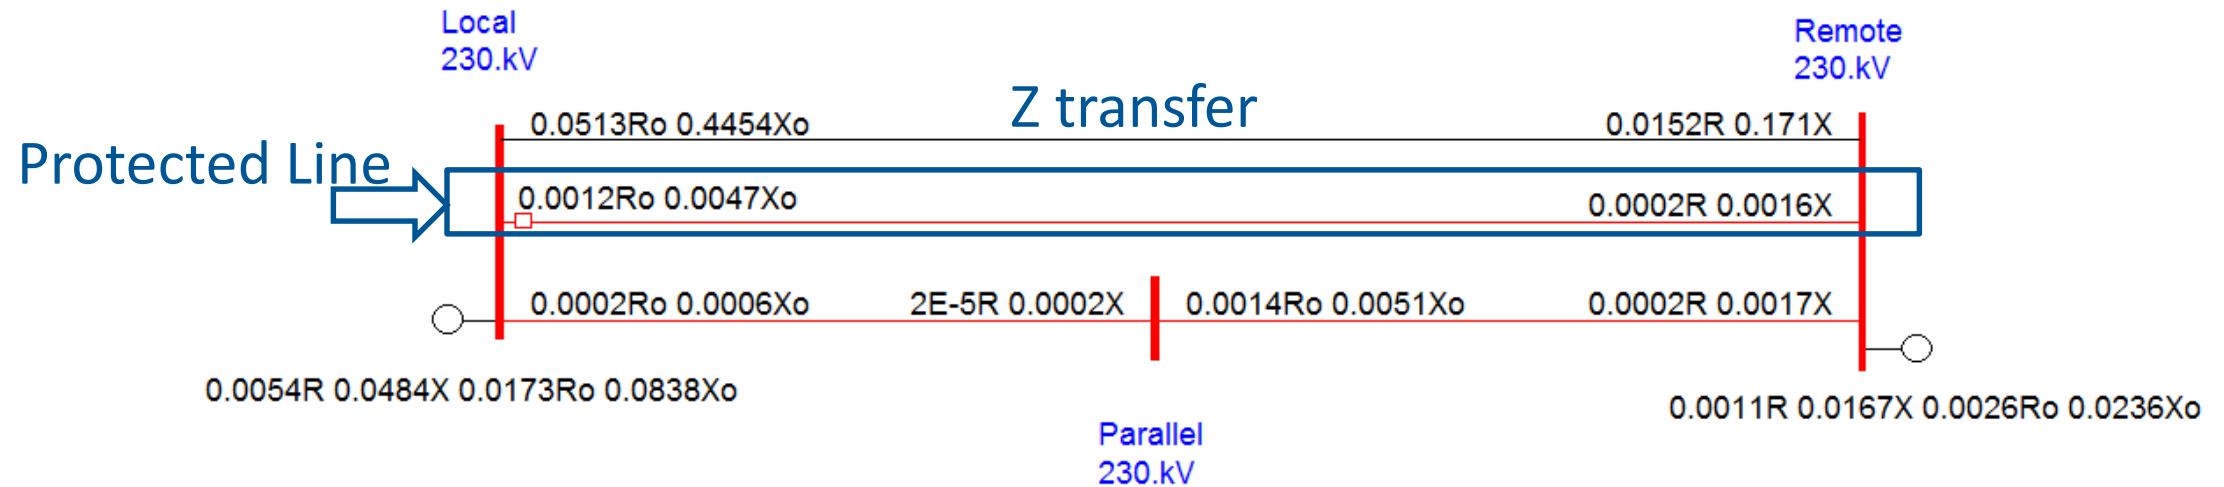 Local
230.kV
Remote
230.kV
Z transfer
0.0513Ro 0.4454Xo
0.0152R 0.171X
Protected Line
0.0012Ro 0.0047Xo
0.0002R 0.0016X
0.0002Ro 0.0006Xo
2E-5R 0.0002X
0.0014Ro 0.0051Xo
0.0002R 0.0017X
0.0054R 0.0484X 0.0173Ro 0.0838Xo
0.0011R 0.0167X 0.0026Ro 0.0236Xo
Parallel
230.kV